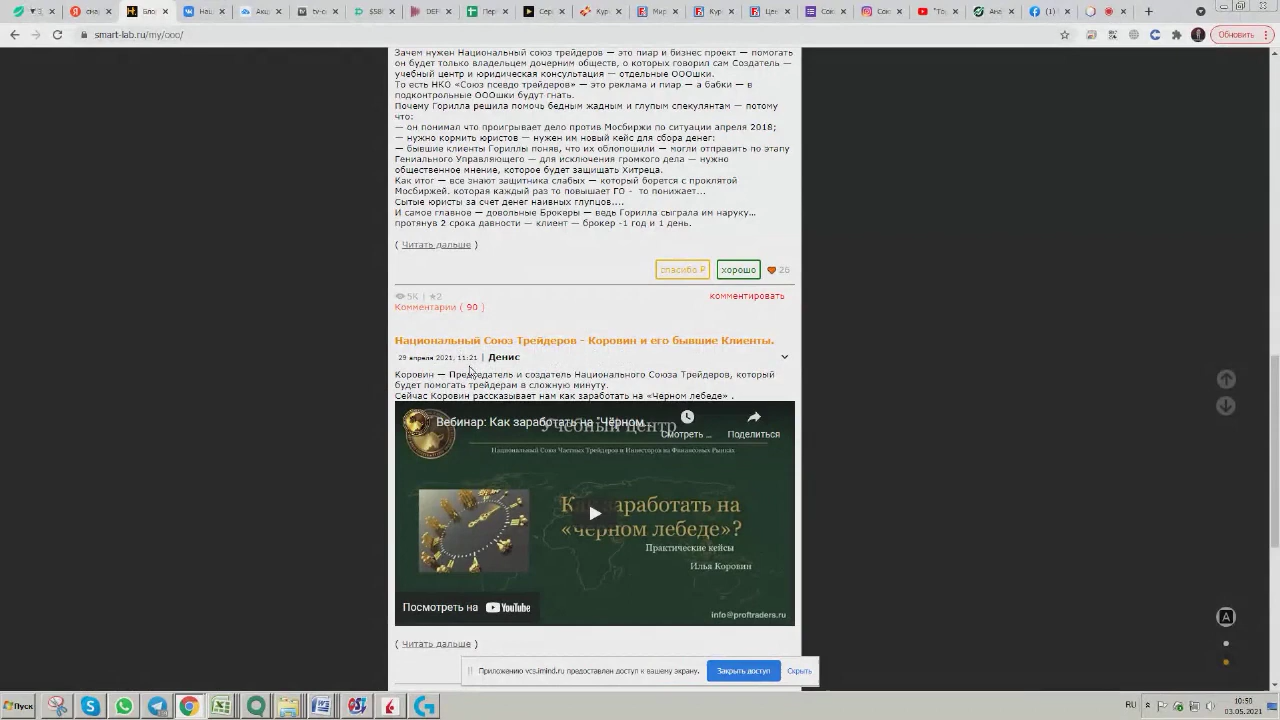 smart-lab.ru/my/ooo/
Обновить
Зачем нужен Национальный союз трейдеров — это пиар и бизнес проект — помогать
он будет только владельцем дочерним обществ, о которых говорил сам Создатель —
учебный центр и юридическая консультация — отдельные ОООшки.
То есть НКО «Союз псевдо трейдеров» — это реклама и пиар — а бабки — в
подконтрольные ОООшки будут гнать.
Почему Горилла решила помочь бедным жадным и глупым спекулянтам — потому
что:
— он понимал что проигрывает дело против Мосбиржи по ситуации апреля 2018;
— нужно кормить юристов — нужен им новый кейс для сбора денег:
— бывшие клиенты Гориллы поняв, что их облопошили — могли отправить по этапу
Гениального Управляющего — для исключения громкого дела — нужно
общественное мнение, которое будет защищать Хитреца.
Как итог — все знают защитника слабых — который борется с проклятой
Мосбиржей. которая каждый раз то повышает ГО - то понижает...
Сытые юристы за счет денег наивных глупцов....
И самое главное — довольные Брокеры — ведь Горилла сыграла им наруку...
протянув 2 срока давности — клиент — брокер -1 год и 1 день.
( Читать дальше )
спасибо ₽
хорошо
26
5K | ★2
комментировать
Комментарии ( 90 )
Национальный Союз Трейдеров - Коровин и его бывшие Клиенты.
29 апреля 2021, 11:21 | Денис
Коровин — Председатель и создатель Национального Союза Трейдеров, который
будет помогать трейдерам в сложную минуту.
Сейчас Коровин рассказывает нам как заработать на «Черном лебеде» .
Вебинар: Как заработать на "Чёрном...
Учебный центр
Смотреть ...
Поделиться
Национальный Союз Частных Трейдеров и Инвесторов на Финансовых Рынках
Как заработать на
«черном лебеде»?
Практические кейсы
Илья Коровин
Посмотреть на YouTube
info@proftraders.ru
( Читать дальше )
Приложению vcs.imind.ru предоставлен доступ к вашему экрану.
Закрыть доступ
Скрыть
A
Пуск
RU
10:58
03.05.2021